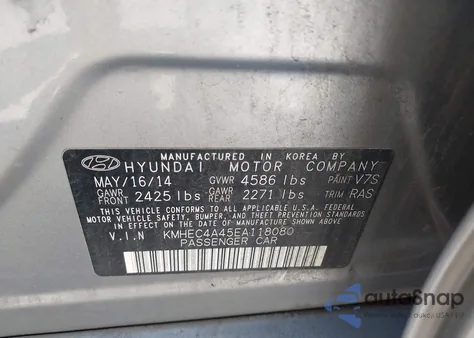 MANUFACTURED IN KOREA BY
HYUNDAI MOTOR COMPANY
MAY/16/14 GVWR 4586 lbs PAINT V7S
GAWR FRONT 2425 lbs GAWR REAR 2271 lbs TRIM RAS
THIS VEHICLE CONFORMS TO ALL APPLICABLE U.S. FEDERAL
MOTOR VEHICLE SAFETY, BUMPER, AND THEFT PREVENTION
STANDARDS IN EFFECT ON THE DATE OF MANUFACTURE SHOWN ABOVE.
V.I.N KMHEC4A45EA118080
PASSENGER CAR
autoSnap